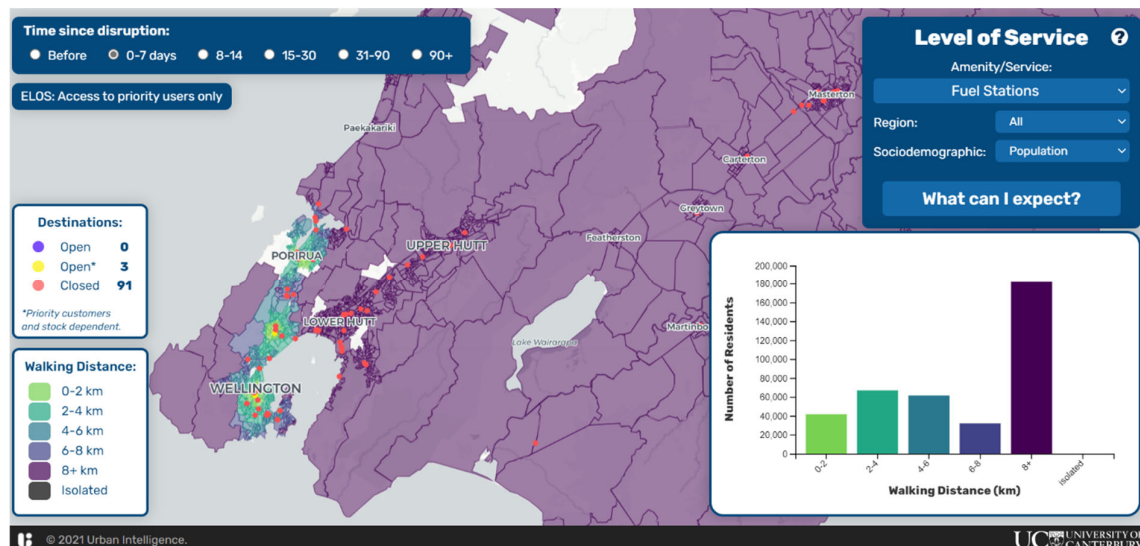 Time since disruption:
Before 0-7 days 8-14 15-30 31-90 90+
ELOS: Access to priority users only
Level of Service ?
Amenity/Service:
Fuel Stations
Region: All
Sociodemographic: Population
What can I expect?
Paekakariki
Masterton
Carterton
Greytown
UPPER HUTT
Featherston
PORIRUA
LOWER HUTT
Lake Wairarapa
Martinbo
WELLINGTON
Destinations:
Open 0
Open* 3
Closed 91
*Priority customers
and stock dependent.
Walking Distance:
0-2 km
2-4 km
4-6 km
6-8 km
8+ km
Isolated
Number of Residents
200,000
180,000
160,000
140,000
120,000
100,000
80,000
60,000
40,000
20,000
0
0-2 2-4 4-6 6-8 8+ isolated
Walking Distance (km)
© 2021 Urban Intelligence.
UC UNIVERSITY OF
CANTERBURY